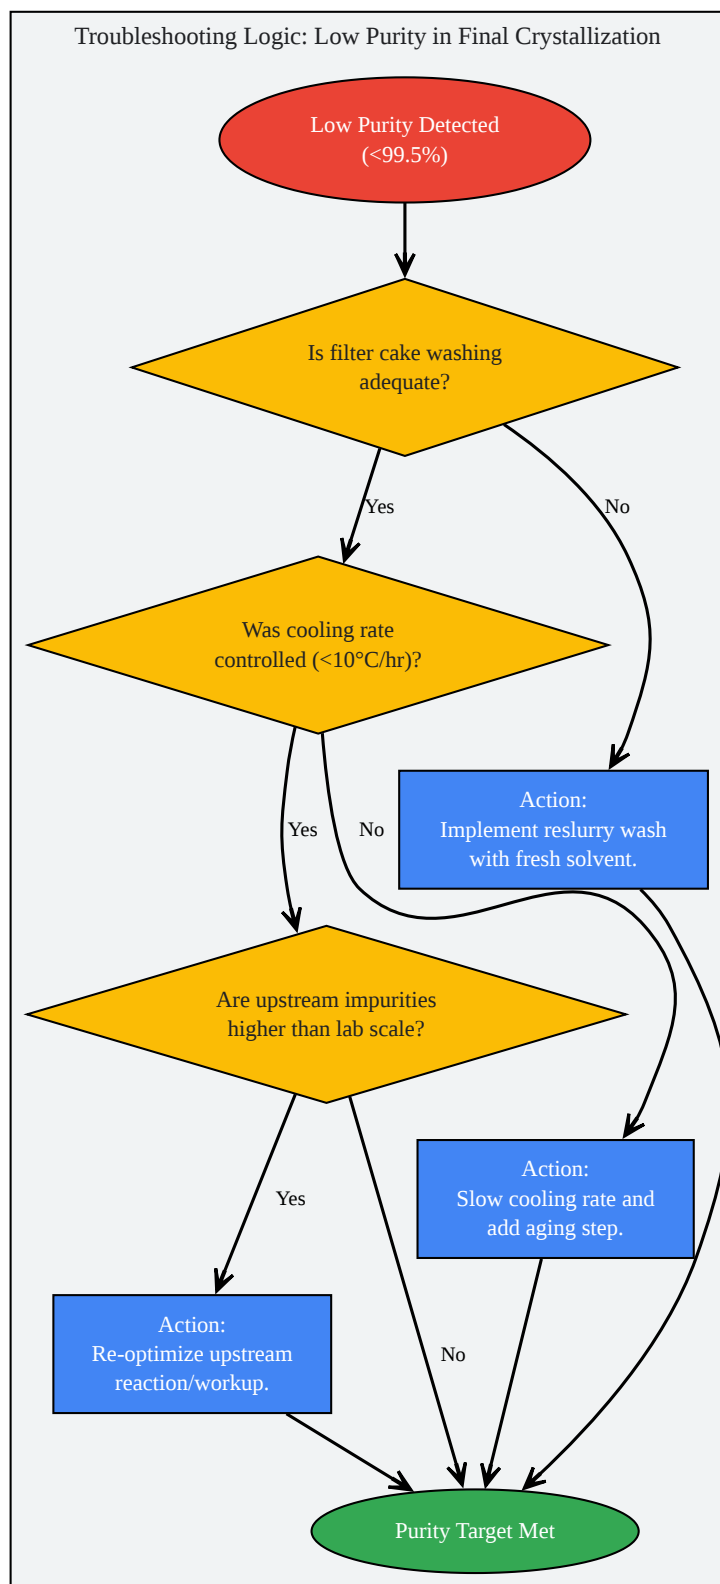 Troubleshooting Logic: Low Purity in Final Crystallization
Low Purity Detected
(<99.5%)
Is filter cake washing
adequate?
Yes
No
Was cooling rate
controlled (<10°C/hr)?
Action:
Implement reslurry wash
with fresh solvent.
Yes
No
Are upstream impurities
higher than lab scale?
Action:
Slow cooling rate and
add aging step.
Yes
Action:
Re-optimize upstream
reaction/workup.
No
Purity Target Met